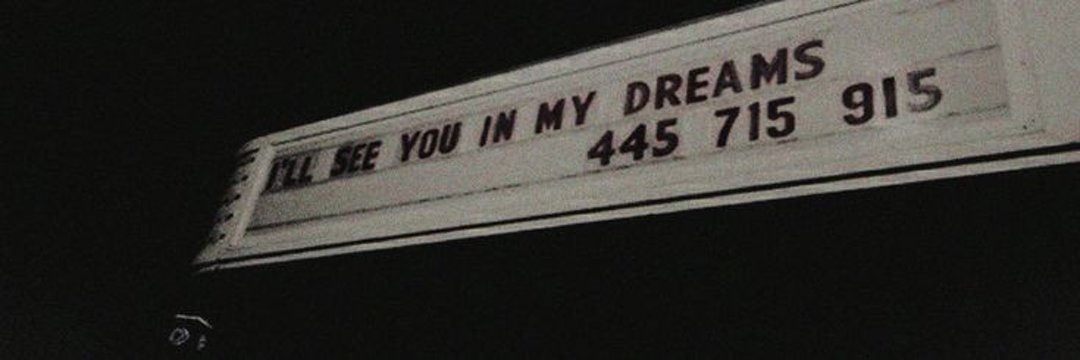 I'LL SEE YOU IN MY DREAMS
445 715 915